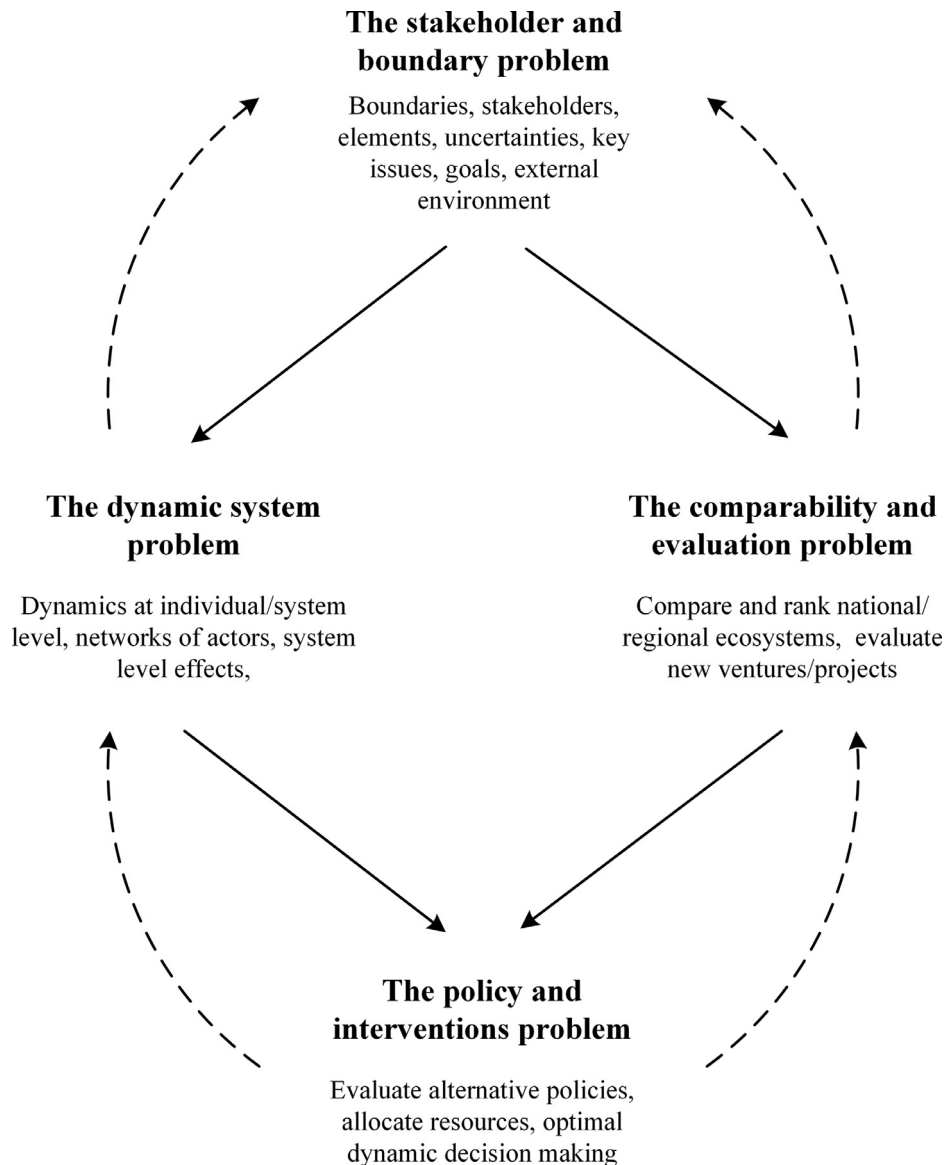 The stakeholder and
boundary problem
Boundaries, stakeholders,
elements, uncertainties, key
issues, goals, external
environment
The dynamic system
problem
Dynamics at individual/system
level, networks of actors, system
level effects,
The comparability and
evaluation problem
Compare and rank national/
regional ecosystems,  evaluate
new ventures/projects
The policy and
interventions problem
Evaluate alternative policies,
allocate resources, optimal
dynamic decision making